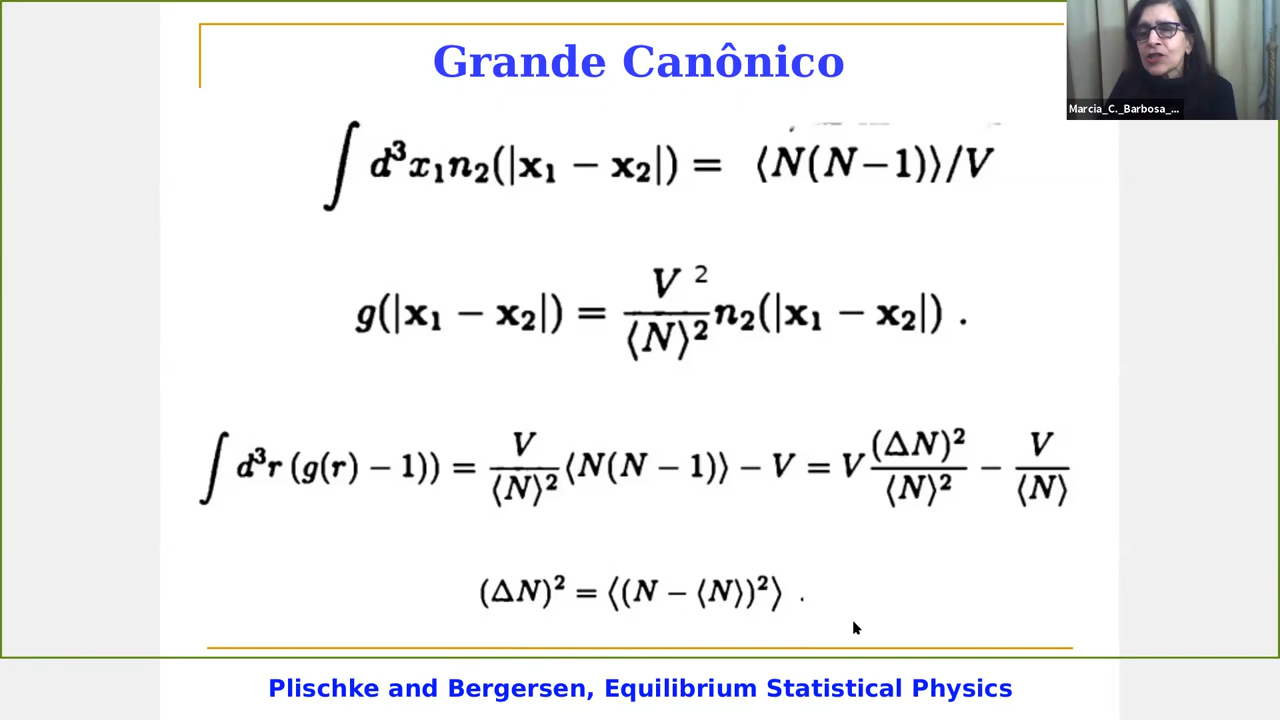 Grande Canônico
Marcia_C._Barbosa_...
∫ d³x₁n₂(|x₁ − x₂|) = ⟨N(N−1)⟩/V
g(|x₁ − x₂|) = V²/⟨N⟩² n₂(|x₁ − x₂|) .
∫ d³r (g(r) − 1)) = V/⟨N⟩² ⟨N(N − 1)⟩ − V = V (ΔN)²/⟨N⟩² − V/⟨N⟩
(ΔN)² = ⟨(N − ⟨N⟩)²⟩ .
Plischke and Bergersen, Equilibrium Statistical Physics